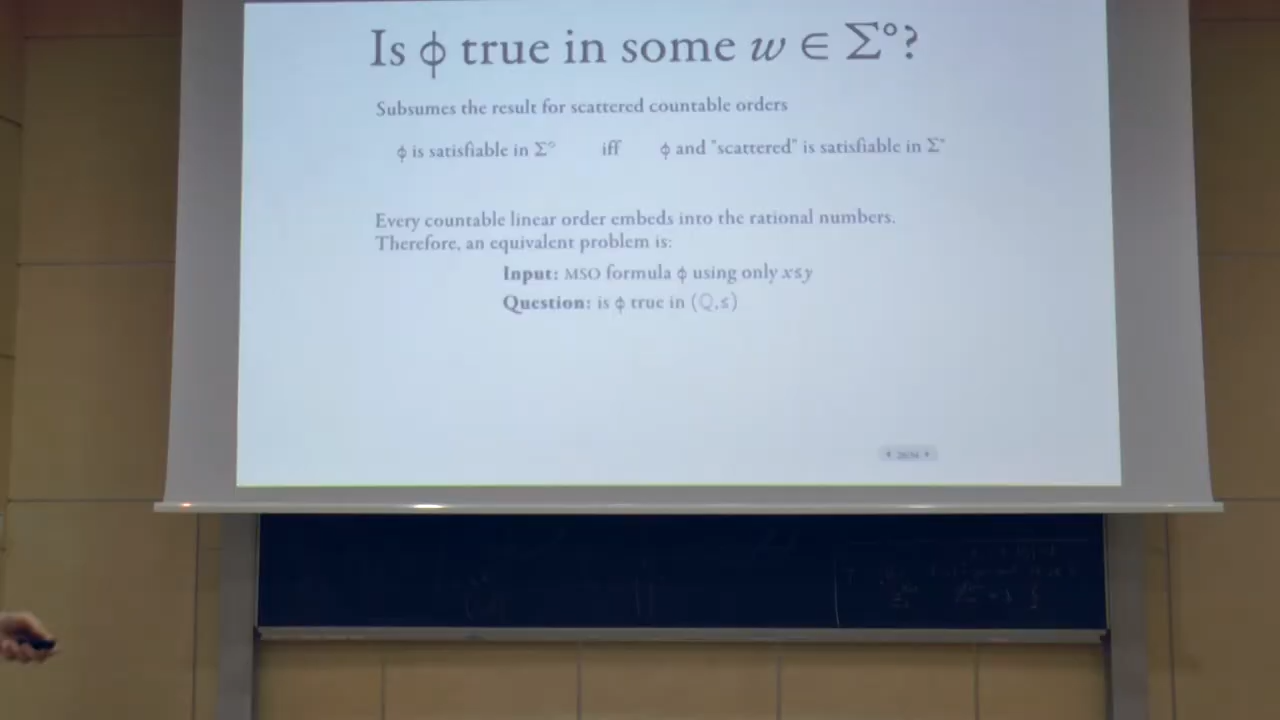 Is ϕ true in some w ∈ Σ°?
Subsumes the result for scattered countable orders
ϕ is satisfiable in Σ° iff ϕ and "scattered" is satisfiable in Σ°
Every countable linear order embeds into the rational numbers.
Therefore, an equivalent problem is:
Input: MSO formula ϕ using only x≤y
Question: is ϕ true in (Q,≤)